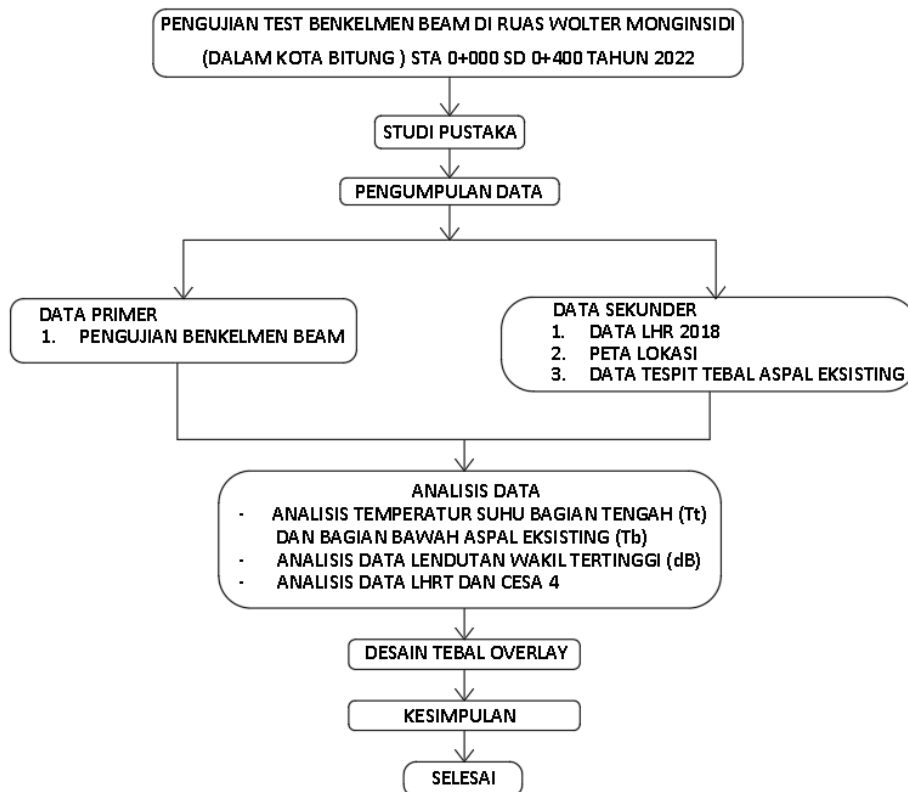 PENGUJIAN TEST BENKELMEN BEAM DI RUAS WOLTER MONGINSIDI
(DALAM KOTA BITUNG ) STA 0+000 SD 0+400 TAHUN 2022
STUDI PUSTAKA
PENGUMPULAN DATA
DATA PRIMER
1. PENGUJIAN BENKELMEN BEAM
DATA SEKUNDER
1. DATA LHR 2018
2. PETA LOKASI
3. DATA TESPIT TEBAL ASPAL EKSISTING
ANALISIS DATA
- ANALISIS TEMPERATUR SUHU BAGIAN TENGAH (Tt)
DAN BAGIAN BAWAH ASPAL EKSISTING (Tb)
- ANALISIS DATA LENDUTAN WAKIL TERTINGGI (dB)
- ANALISIS DATA LHRT DAN CESA 4
DESAIN TEBAL OVERLAY
KESIMPULAN
SELESAI